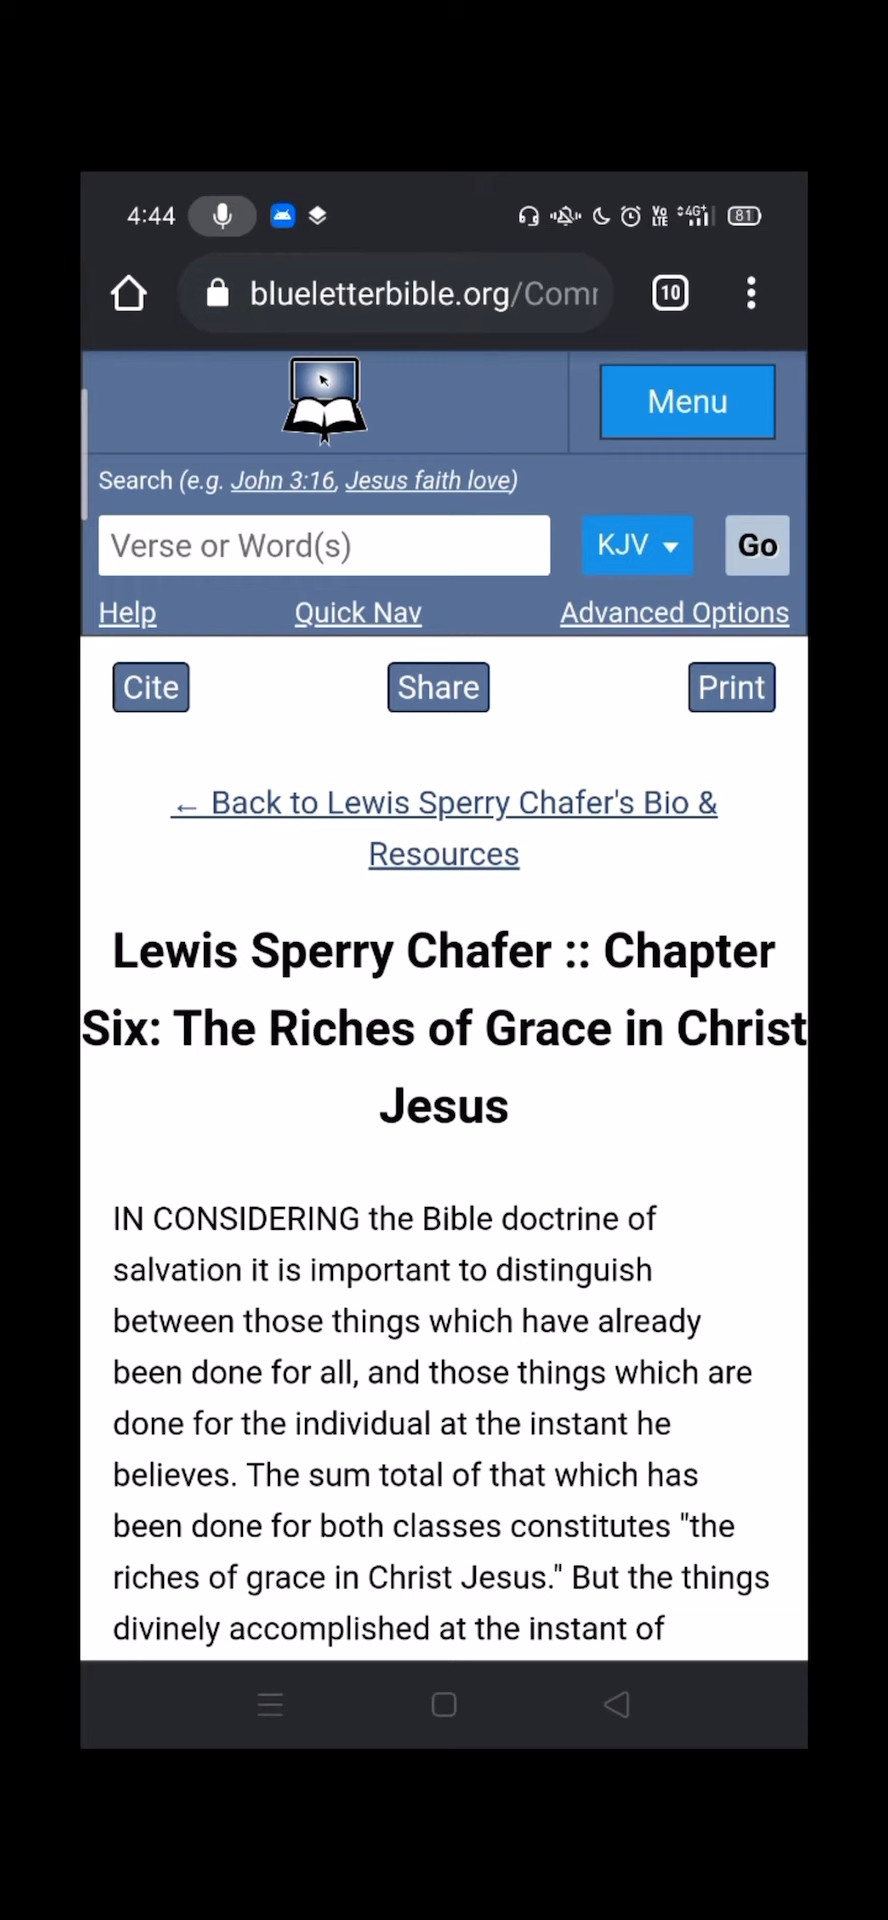 4:44
Vo LTE
4G+
81
blueletterbible.org/Com
10
Menu
Search (e.g. John 3:16, Jesus faith love)
Verse or Word(s)
KJV
Go
Help Quick Nav Advanced Options
Cite Share Print
← Back to Lewis Sperry Chafer's Bio &
Resources
Lewis Sperry Chafer :: Chapter
Six: The Riches of Grace in Christ
Jesus
IN CONSIDERING the Bible doctrine of
salvation it is important to distinguish
between those things which have already
been done for all, and those things which are
done for the individual at the instant he
believes. The sum total of that which has
been done for both classes constitutes "the
riches of grace in Christ Jesus." But the things
divinely accomplished at the instant of